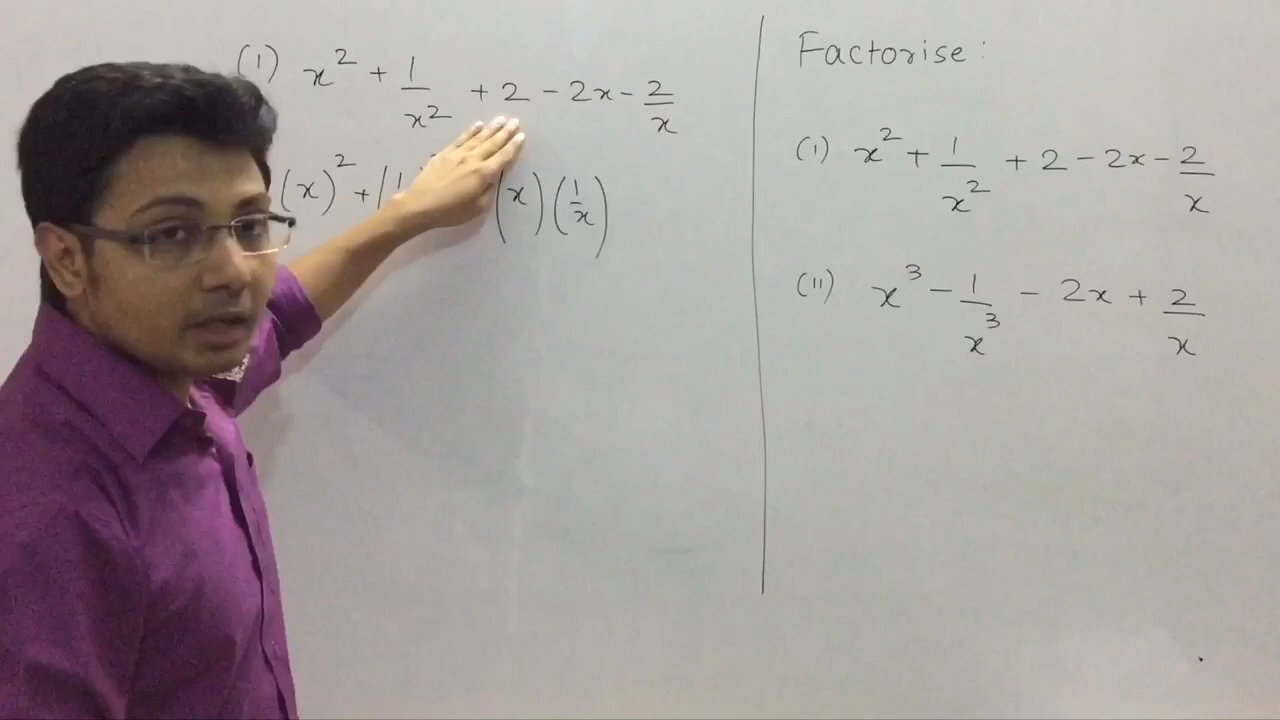 (1) x² + 1/x² + 2 - 2x - 2/x
(x)² + (x)(1/x)
Factorise:
(1) x² + 1/x² + 2 - 2x - 2/x
(11) x³ - 1/x³ - 2x + 2/x